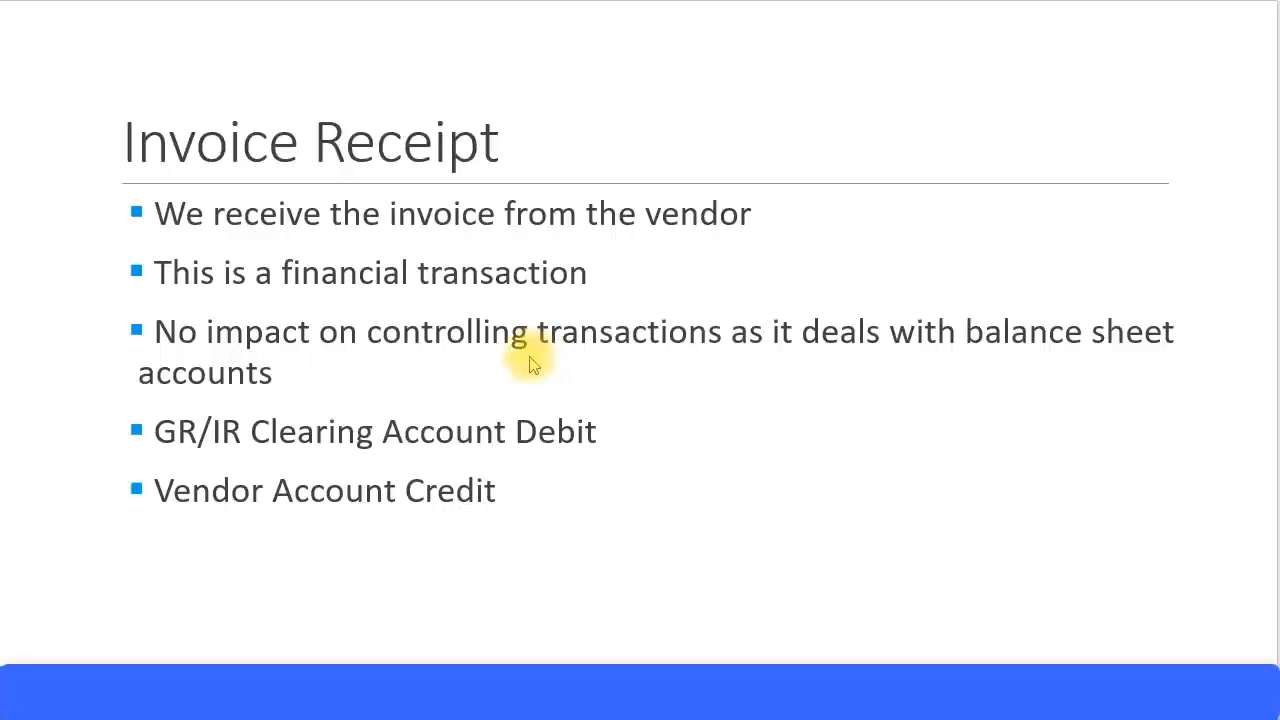 Invoice Receipt
We receive the invoice from the vendor
This is a financial transaction
No impact on controlling transactions as it deals with balance sheet
accounts
GR/IR Clearing Account Debit
Vendor Account Credit